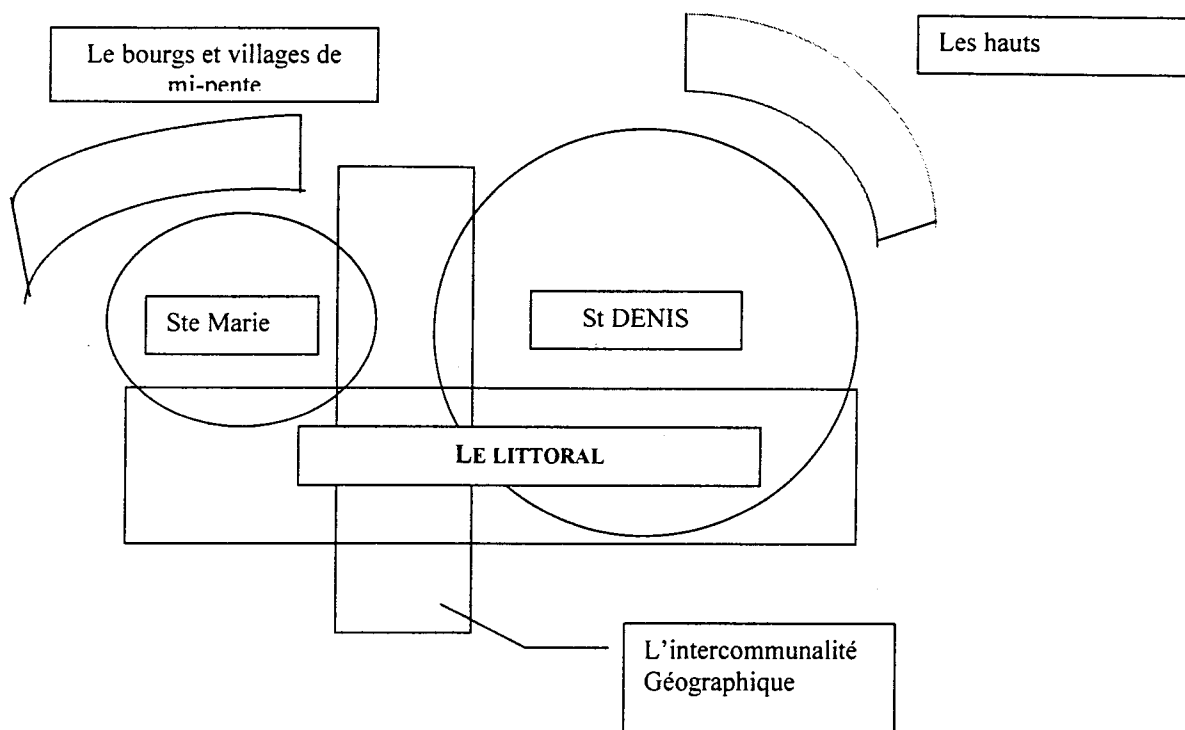 Le bourgs et villages de
mi-pente
Les hauts
Ste Marie
St DENIS
LE LITTORAL
L'intercommunalité
Géographique